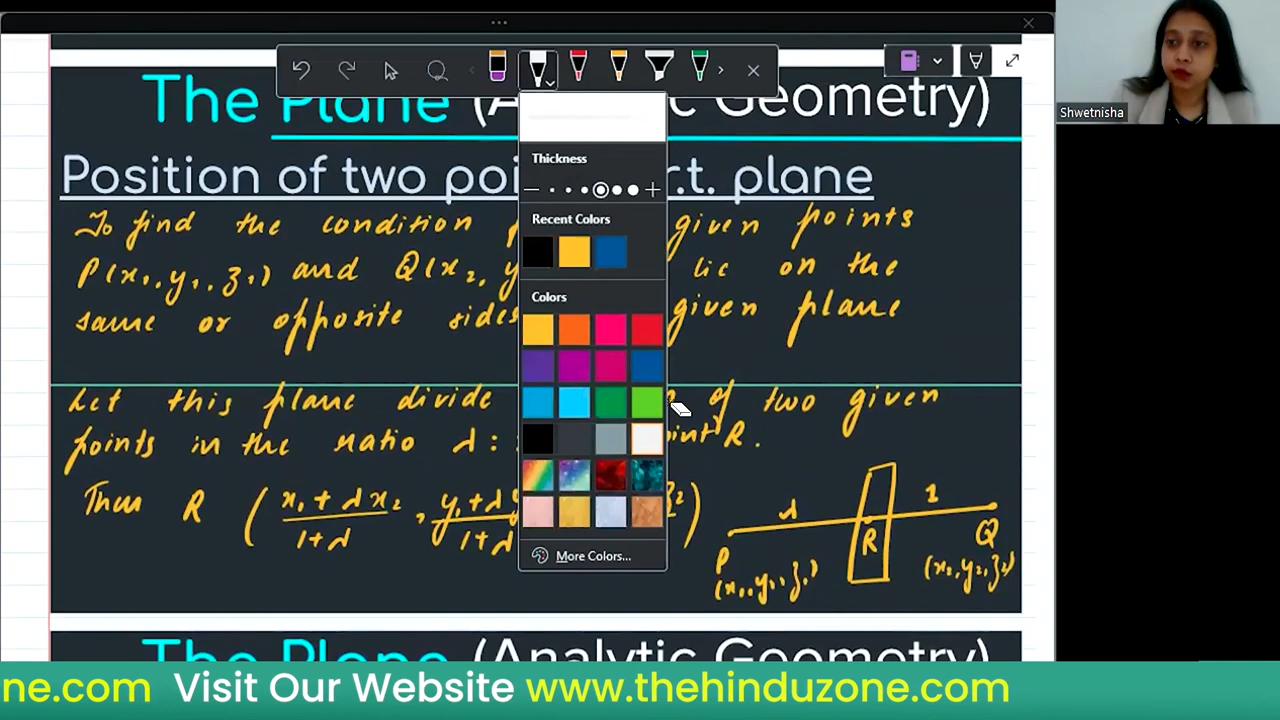 Shwetnisha
The Plane (A Geometry)
Thickness
Position of two poi r.t. plane
Recent Colors
To find the condition given points
P(x₁, y₁, z₁) and Q(x₂, y lie on the
Colors
same or opposite sides given plane
Let this plane divide of two given
points in the ratio λ: R.
Then R ( x₁ + λx₂ / 1+λ , y₁ + λy / 1+λ )
λ 1
P R Q
(x₁, y₁, z₁) (x₂, y₂, z₂)
More Colors...
The Plane (Analytic Geometry)
ne.com Visit Our Website www.thehinduzone.com